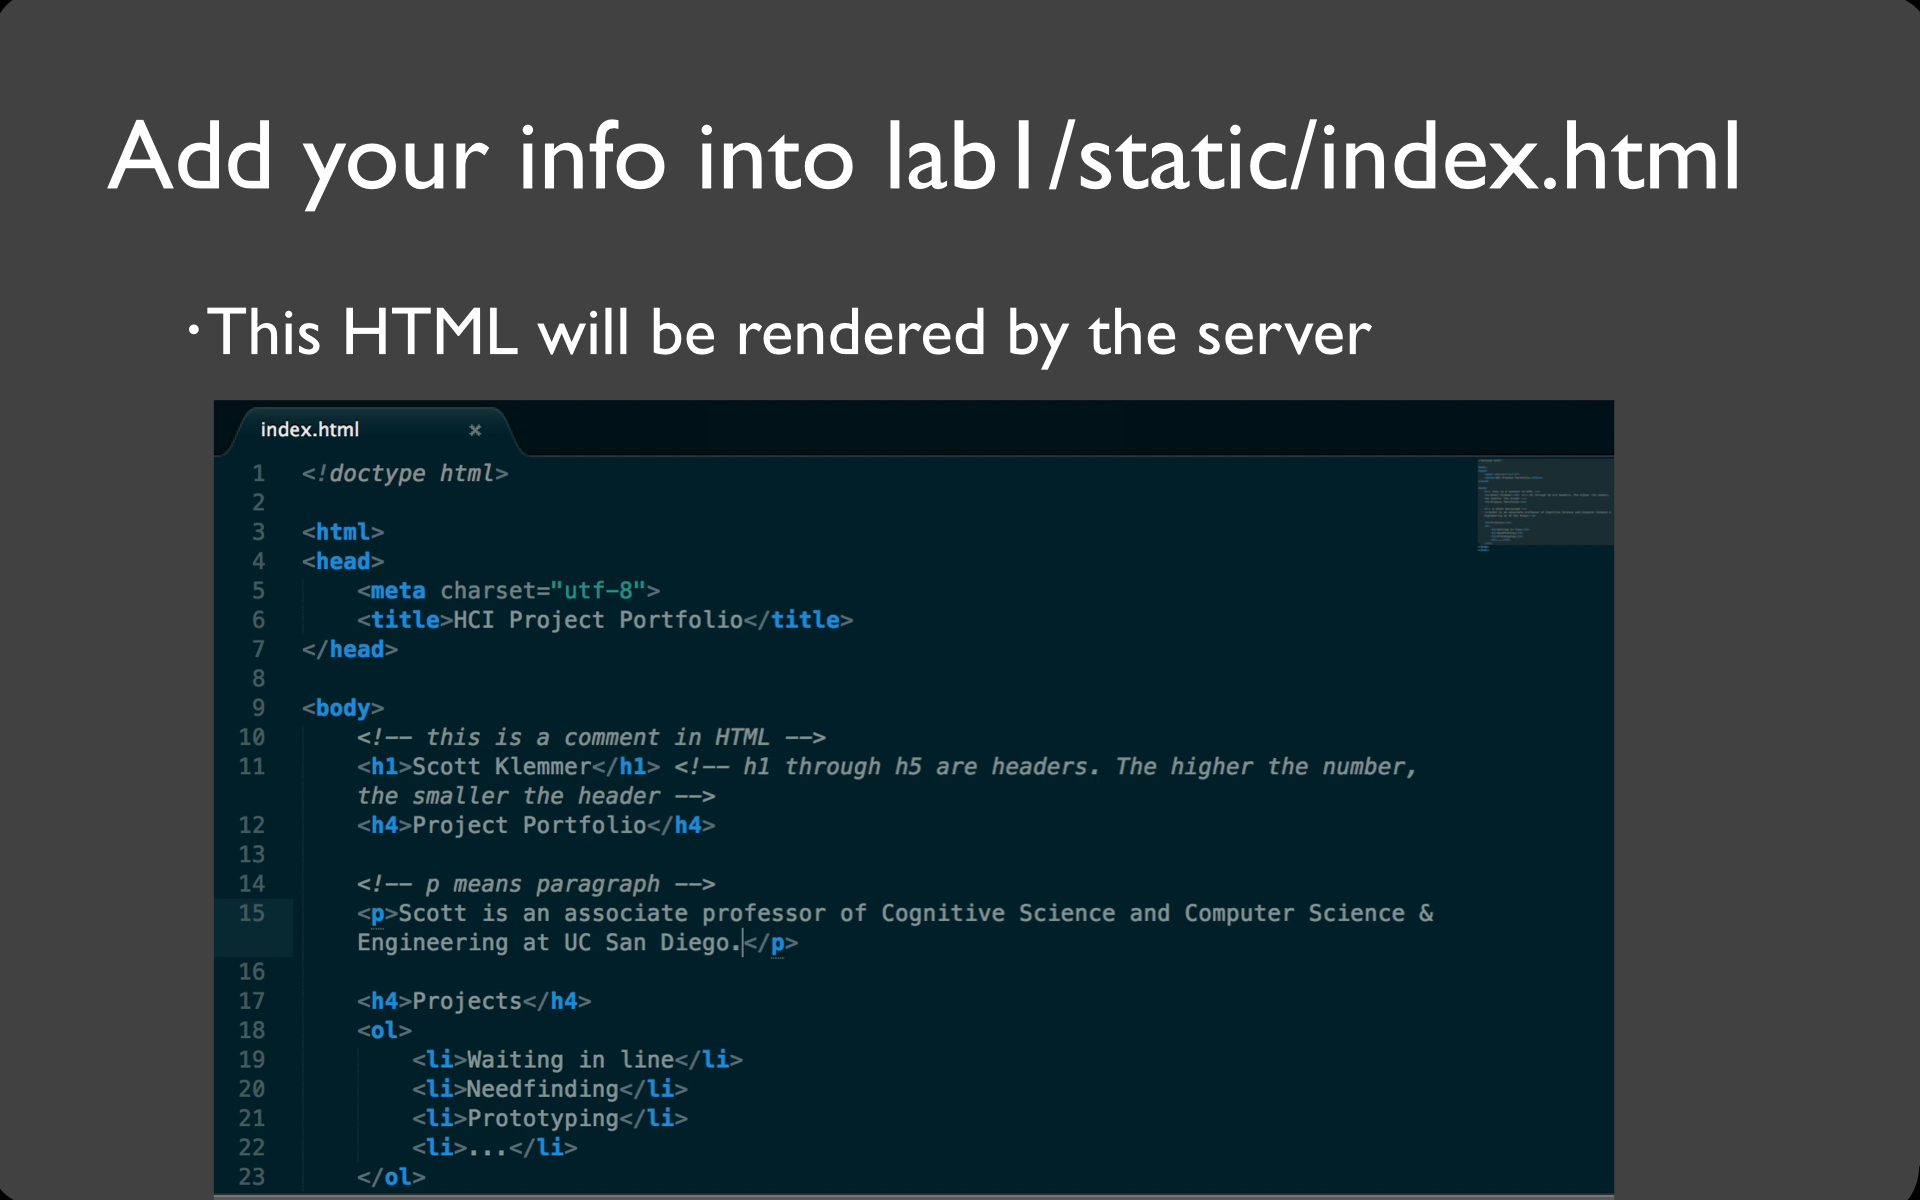 Add your info into lab1/static/index.html
·This HTML will be rendered by the server
index.html ×
1 <!doctype html>
2
3 <html>
4 <head>
5 <meta charset="utf-8">
6 <title>HCI Project Portfolio</title>
7 </head>
8
9 <body>
10 <!-- this is a comment in HTML -->
11 <h1>Scott Klemmer</h1> <!-- h1 through h5 are headers. The higher the number,
the smaller the header -->
12 <h4>Project Portfolio</h4>
13
14 <!-- p means paragraph -->
15 <p>Scott is an associate professor of Cognitive Science and Computer Science &
Engineering at UC San Diego.</p>
16
17 <h4>Projects</h4>
18 <ol>
19 <li>Waiting in line</li>
20 <li>Needfinding</li>
21 <li>Prototyping</li>
22 <li>...</li>
23 </ol>